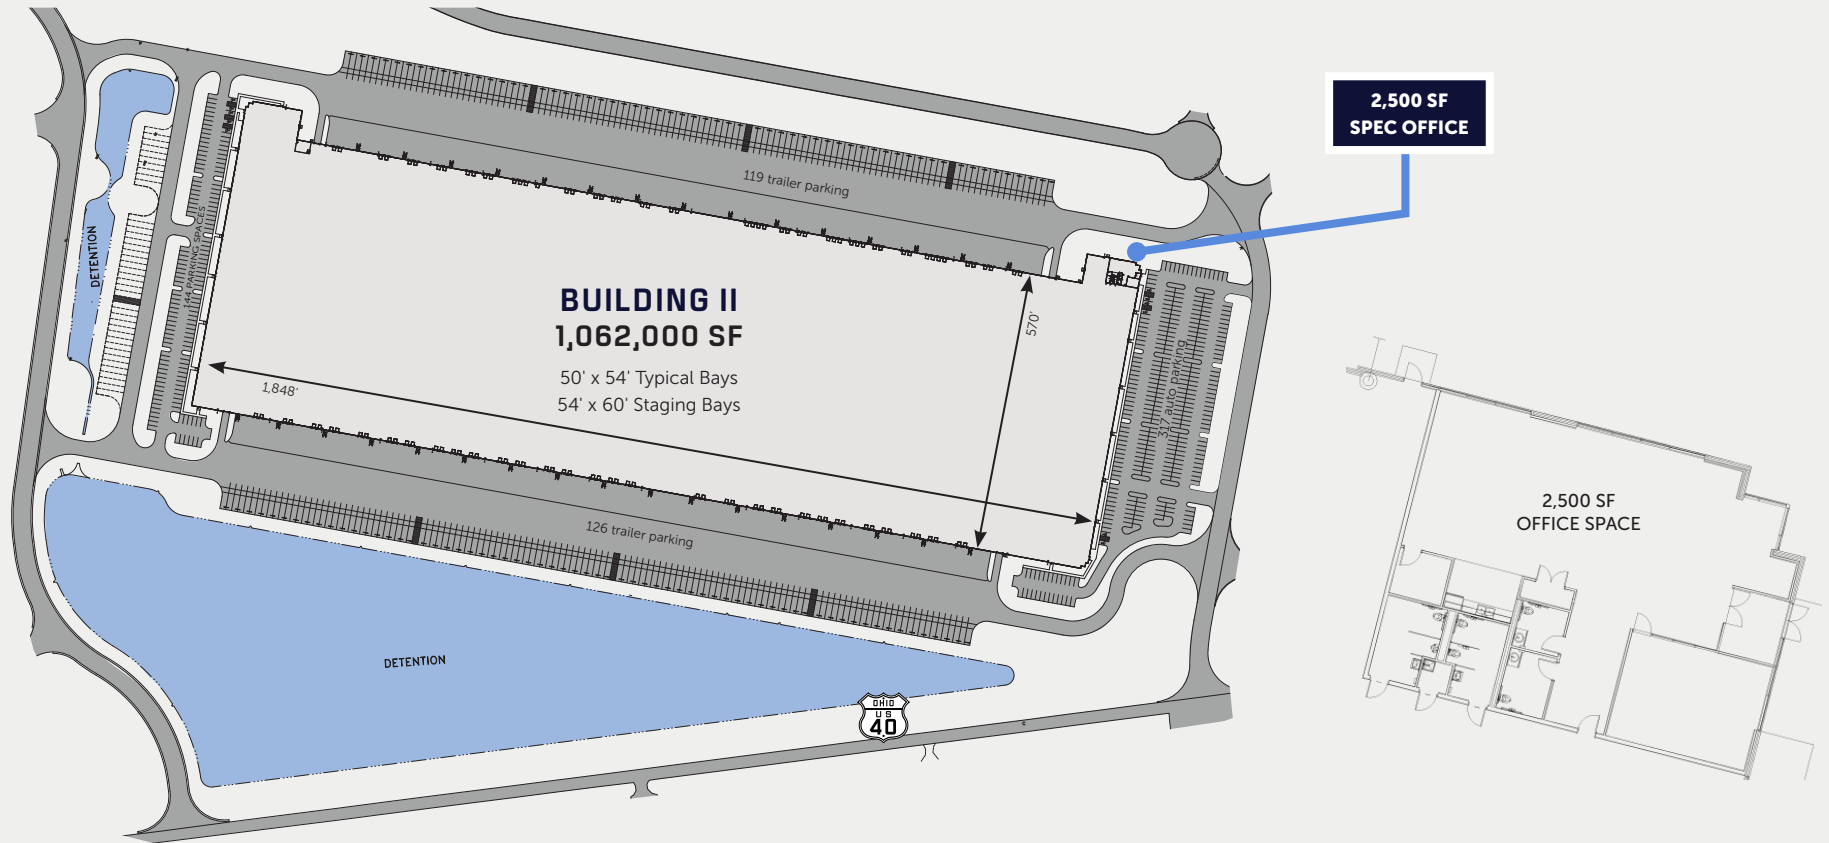 2,500 SF
SPEC OFFICE
119 trailer parking
144 PARKING SPACES
DETENTION
BUILDING II
1,062,000 SF
50' x 54' Typical Bays
54' x 60' Staging Bays
570'
1,848'
317 auto parking
126 trailer parking
2,500 SF
OFFICE SPACE
DETENTION
OHIO
US
40